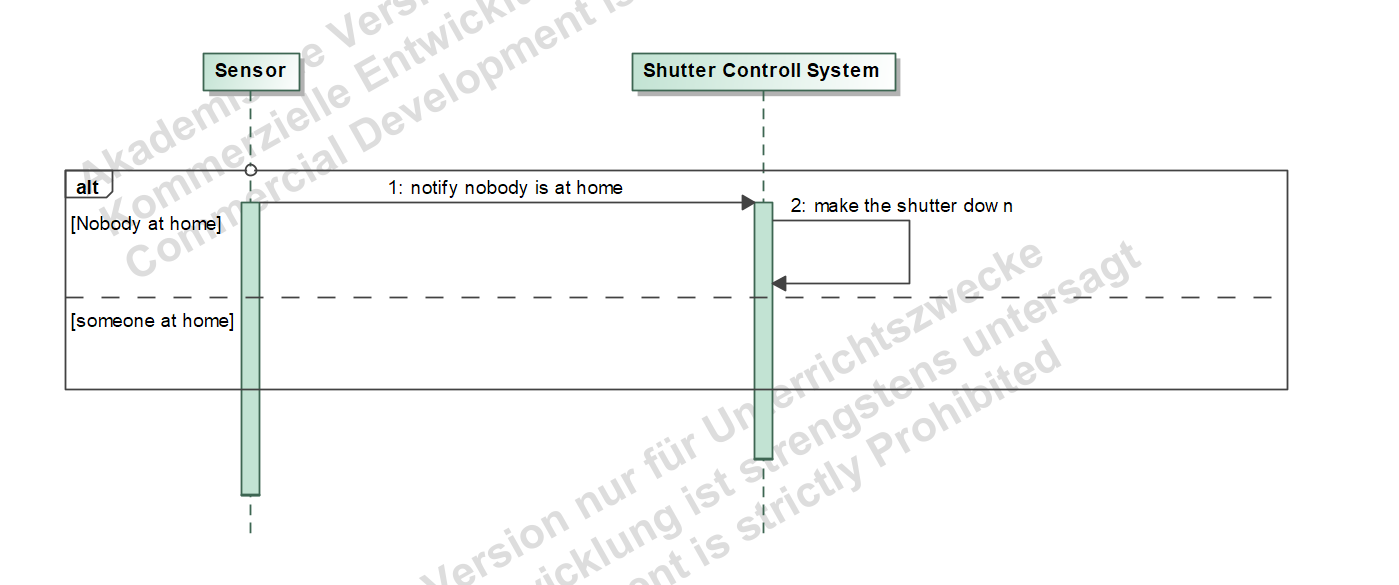 Akademische Version
Kommerzielle Entwicklung
Commercial Development is
Sensor
Shutter Controll System
alt
1: notify nobody is at home
2: make the shutter dow n
[Nobody at home]
[someone at home]
Version nur für Unterrichtszwecke
wicklung ist strengstens untersagt
ent is strictly Prohibited